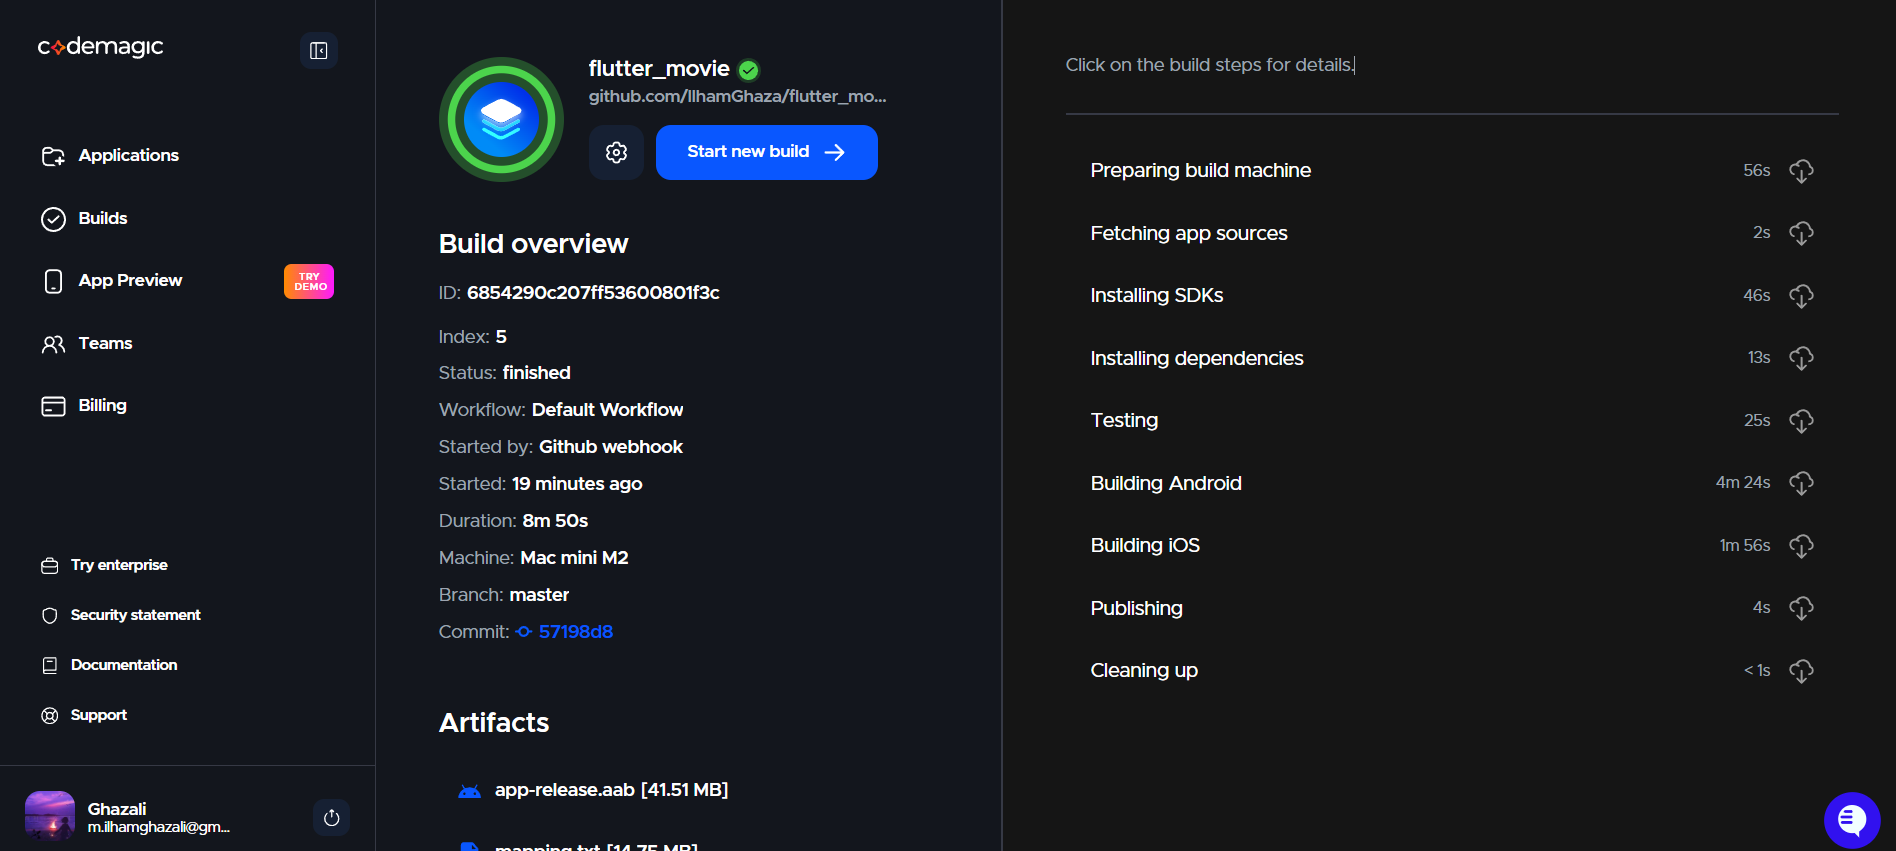 codemagic
Applications
Builds
App Preview
TRY
DEMO
Teams
Billing
Try enterprise
Security statement
Documentation
Support
Ghazali
m.ilhamghazali@gm...
flutter_movie
github.com/IlhamGhaza/flutter_mo...
Start new build
Build overview
ID: 6854290c207ff53600801f3c
Index: 5
Status: finished
Workflow: Default Workflow
Started by: Github webhook
Started: 19 minutes ago
Duration: 8m 50s
Machine: Mac mini M2
Branch: master
Commit: 57198d8
Artifacts
app-release.aab [41.51 MB]
mapping.txt [14.75 MB]
Click on the build steps for details.
Preparing build machine 56s
Fetching app sources 2s
Installing SDKs 46s
Installing dependencies 13s
Testing 25s
Building Android 4m 24s
Building iOS 1m 56s
Publishing 4s
Cleaning up < 1s